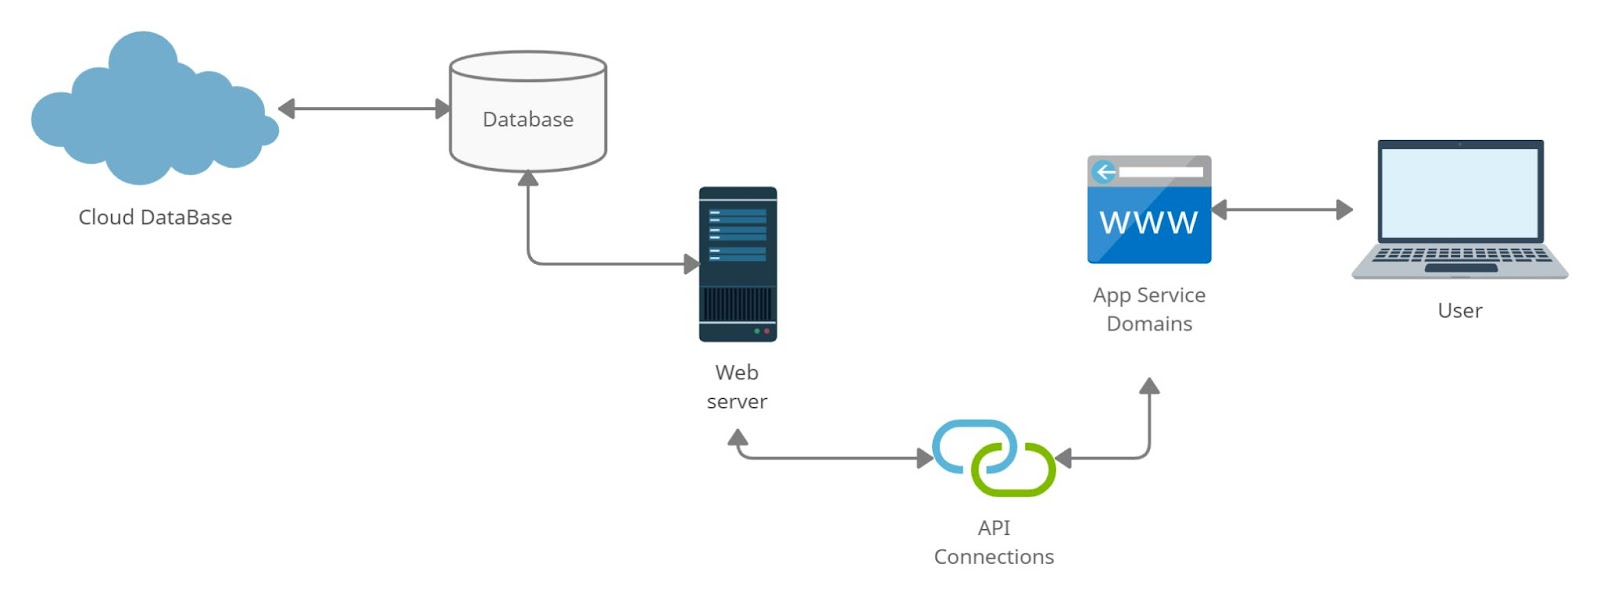 Database
Cloud DataBase
WWW
App Service
Domains
User
Web
server
API
Connections